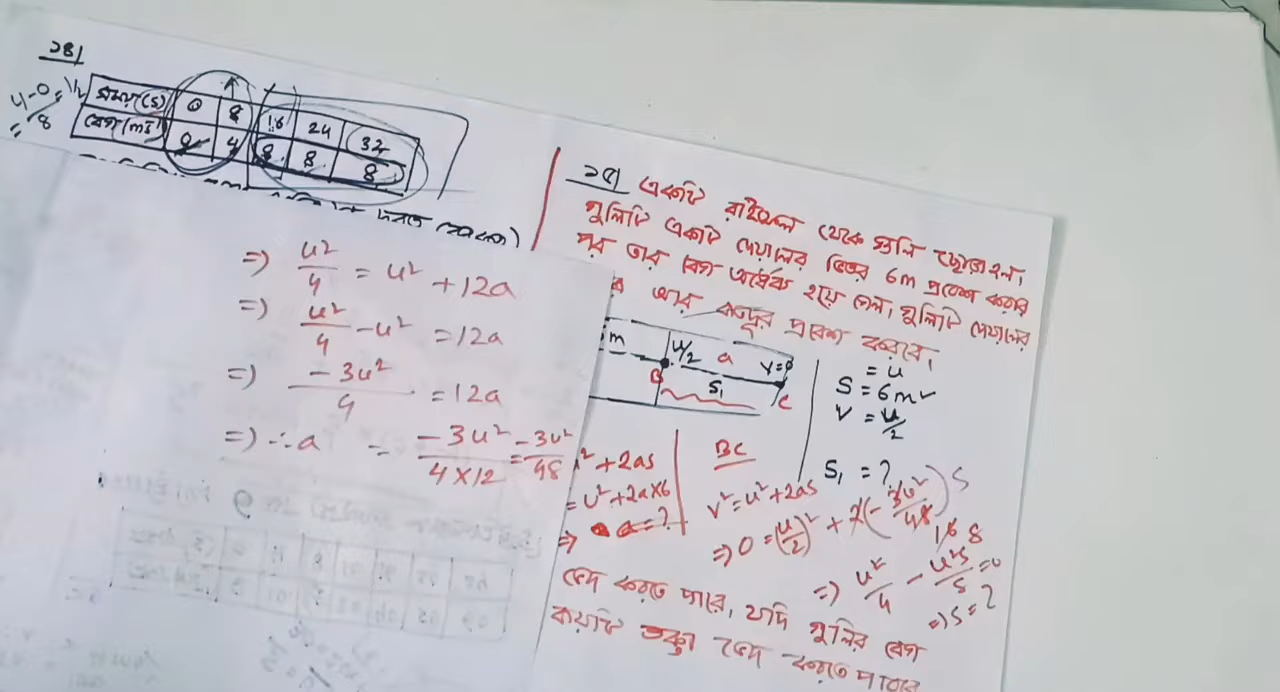 ১৪|
সময় (s) 0 8 16 24 32
বেগ (ms⁻¹) 0 4 8 8 8
4-0 = 1/2
8
=> u²/4 = u² + 12a
=> u²/4 - u² = 12a
=> -3u²/4 = 12a
=> ∴ a = -3u²/4×12 = -3u²/48
১৫| একটি রাইফেল থেকে গুলি ছোড়া হল,
গুলিটি একটি দেয়ালের ভিতর 6m প্রবেশ করার
পর তার বেগ অর্ধেক হয়ে গেল, গুলিটি দেয়ালের
আর কতদূর প্রবেশ করবে,
m u/2 a v=0
B S₁ C
= u
S = 6m
V = u/2
S₁ = ?
² + 2as
= u² + 2a×6
a = ?
=>
BC
v² = u² + 2as
=> 0 = (u/2)² + 2(-3u²/48) s
16 8
=> u²/4 - u²s/8 = 0
=> s = ?
ভেদ করতে পারে, যদি গুলির বেগ
কয়টি তক্তা ভেদ করতে পারবে